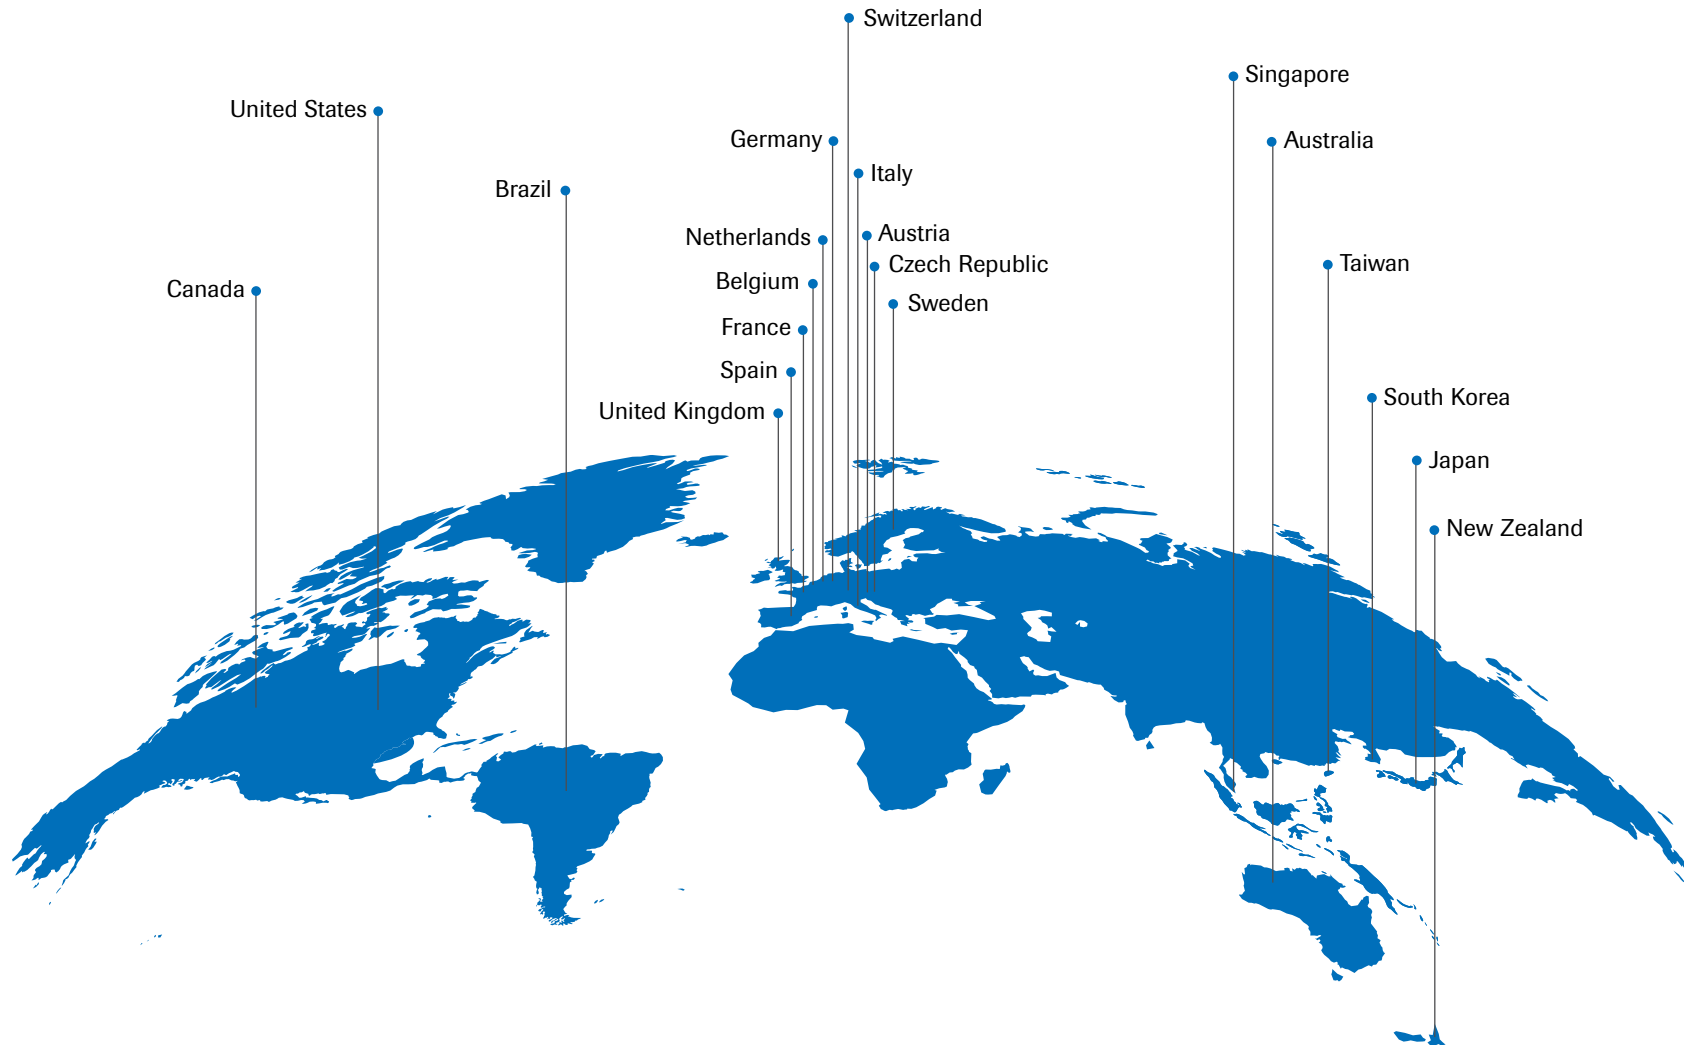 Switzerland
Singapore
United States
Germany
Australia
Italy
Brazil
Netherlands
Austria
Czech Republic
Taiwan
Belgium
Canada
Sweden
France
Spain
South Korea
United Kingdom
Japan
New Zealand